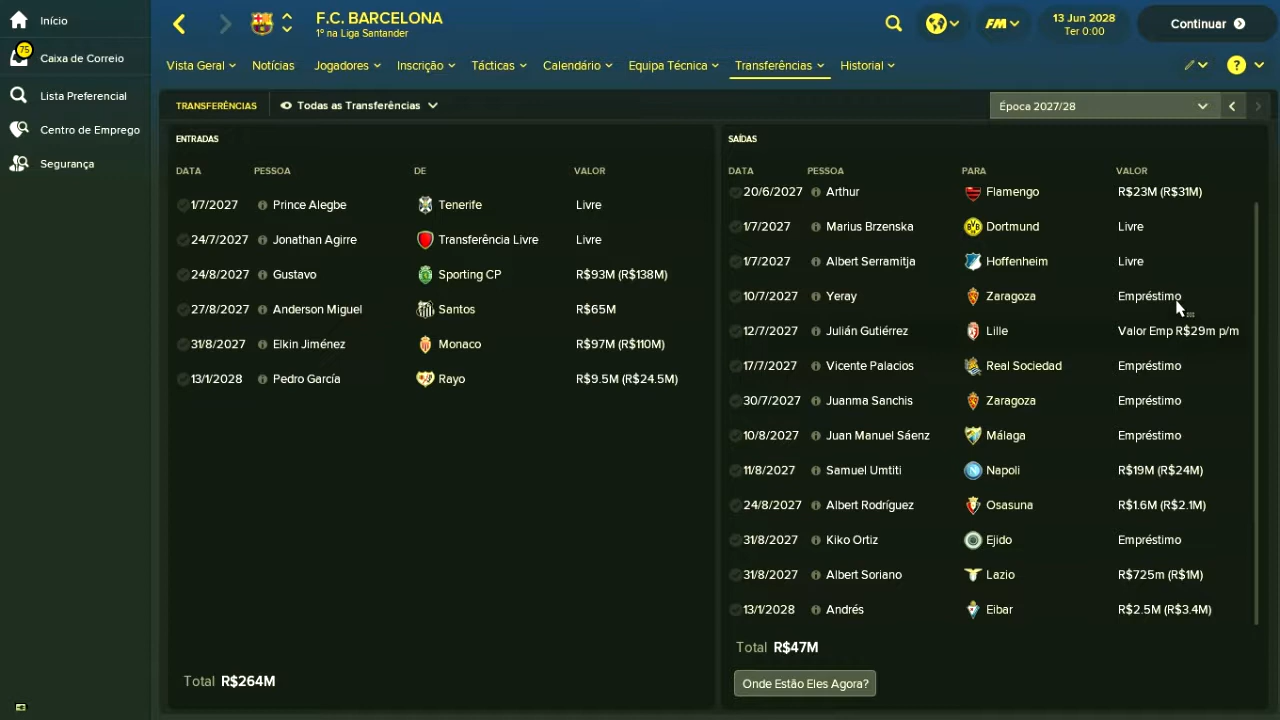 Início
75
Caixa de Correio
Lista Preferencial
Centro de Emprego
Segurança
F.C. BARCELONA
1º na Liga Santander
FM
13 Jun 2028
Ter 0:00
Continuar
Vista Geral Notícias Jogadores Inscrição Tácticas Calendário Equipa Técnica Transferências Historial ?
TRANSFERÊNCIAS Todas as Transferências Época 2027/28
ENTRADAS
DATA PESSOA DE VALOR
1/7/2027 Prince Alegbe Tenerife Livre
24/7/2027 Jonathan Agirre Transferência Livre Livre
24/8/2027 Gustavo Sporting CP R$93M (R$138M)
27/8/2027 Anderson Miguel Santos R$65M
31/8/2027 Elkin Jiménez Monaco R$97M (R$110M)
13/1/2028 Pedro García Rayo R$9.5M (R$24.5M)
Total R$264M
SAÍDAS
DATA PESSOA PARA VALOR
20/6/2027 Arthur Flamengo R$23M (R$31M)
1/7/2027 Marius Brzenska Dortmund Livre
1/7/2027 Albert Serramitja Hoffenheim Livre
10/7/2027 Yeray Zaragoza Empréstimo
12/7/2027 Julián Gutiérrez Lille Valor Emp R$29m p/m
17/7/2027 Vicente Palacios Real Sociedad Empréstimo
30/7/2027 Juanma Sanchis Zaragoza Empréstimo
10/8/2027 Juan Manuel Sáenz Málaga Empréstimo
11/8/2027 Samuel Umtiti Napoli R$19M (R$24M)
24/8/2027 Albert Rodríguez Osasuna R$1.6M (R$2.1M)
31/8/2027 Kiko Ortiz Ejido Empréstimo
31/8/2027 Albert Soriano Lazio R$725m (R$1M)
13/1/2028 Andrés Eibar R$2.5M (R$3.4M)
Total R$47M
Onde Estão Eles Agora?